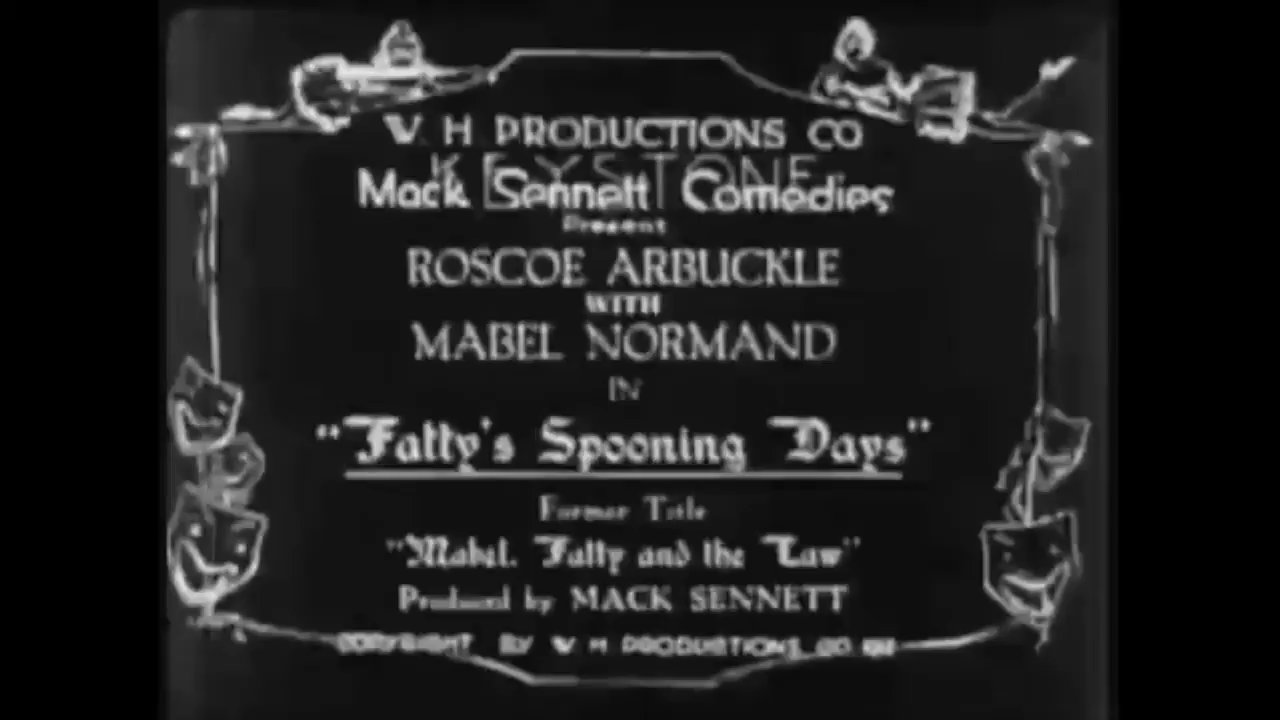 W. H PRODUCTIONS CO
KEYSTONE
Mack Sennett Comedies
Present
ROSCOE ARBUCKLE
WITH
MABEL NORMAND
IN
"Fatty's Spooning Days"
Former Title
"Mabel, Fatty and the Law"
Produced by MACK SENNETT
COPYRIGHT BY W H PRODUCTIONS CO